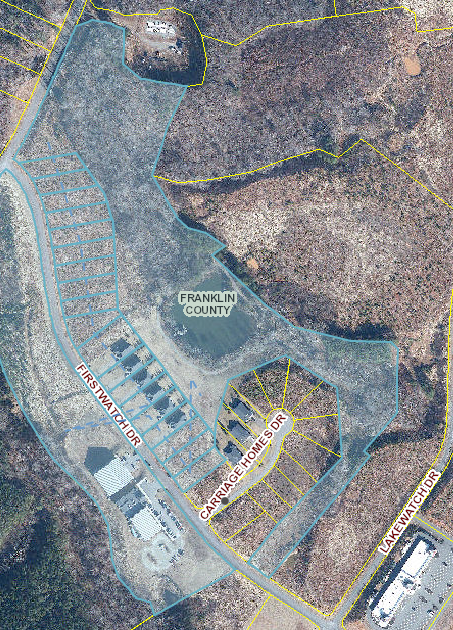 FRANKLIN
COUNTY
FIRSTWATCH DR
CARRIAGE HOMES DR
LAKEWATCH DR